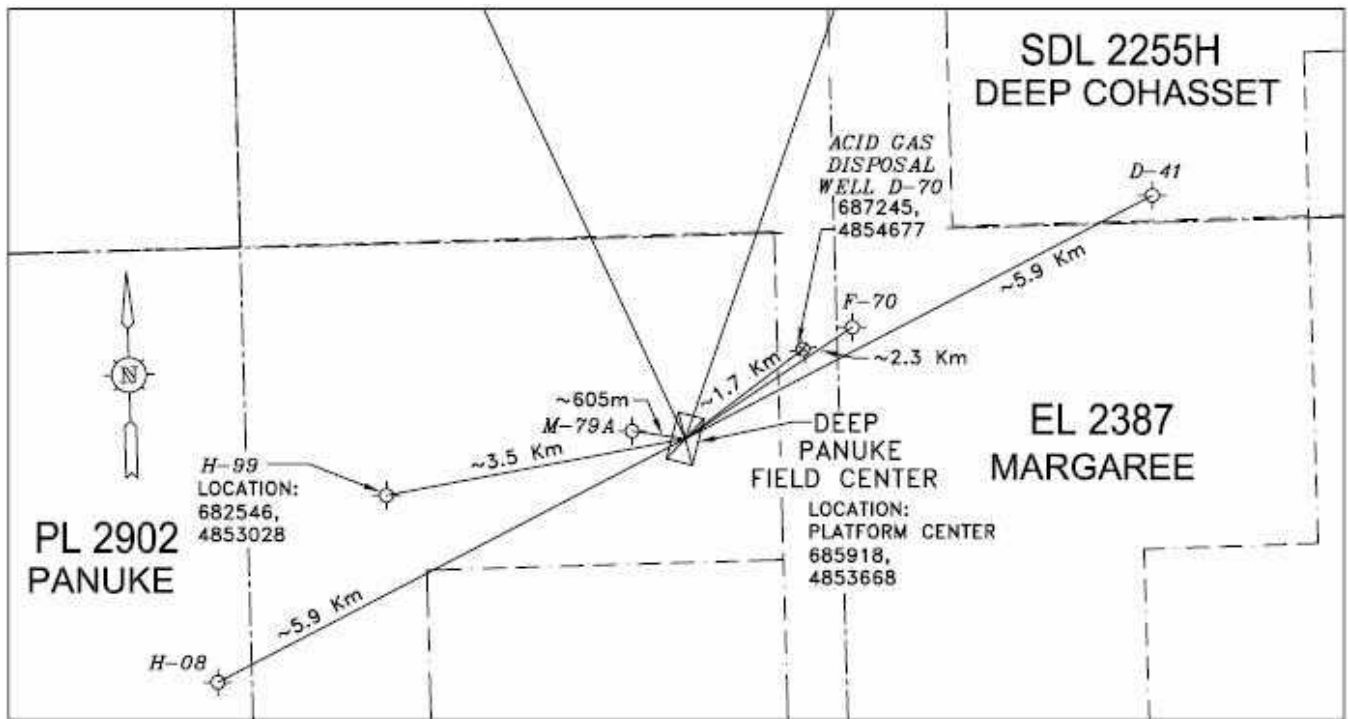 SDL 2255H
DEEP COHASSET
ACID GAS
DISPOSAL
WELL D-70
687245,
4854677
D-41
~5.9 Km
F-70
~2.3 Km
~1.7 Km
N
~605m
M-79A
DEEP
PANUKE
FIELD CENTER
LOCATION:
PLATFORM CENTER
685918,
4853668
EL 2387
MARGAREE
~3.5 Km
H-99
LOCATION:
682546,
4853028
PL 2902
PANUKE
~5.9 Km
H-08